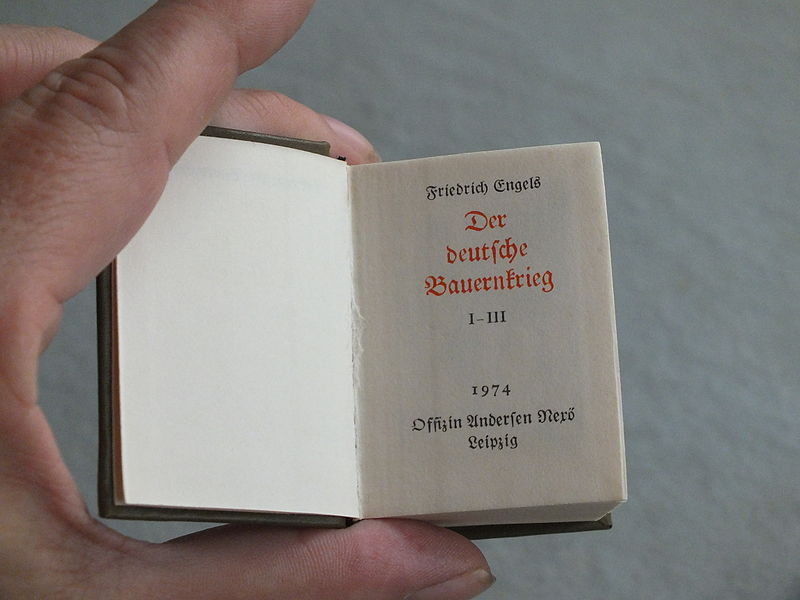 Friedrich Engels
Der
deutſche
Bauernkrieg
I–III
1974
Offizin Anderſen Nexö
Leipzig